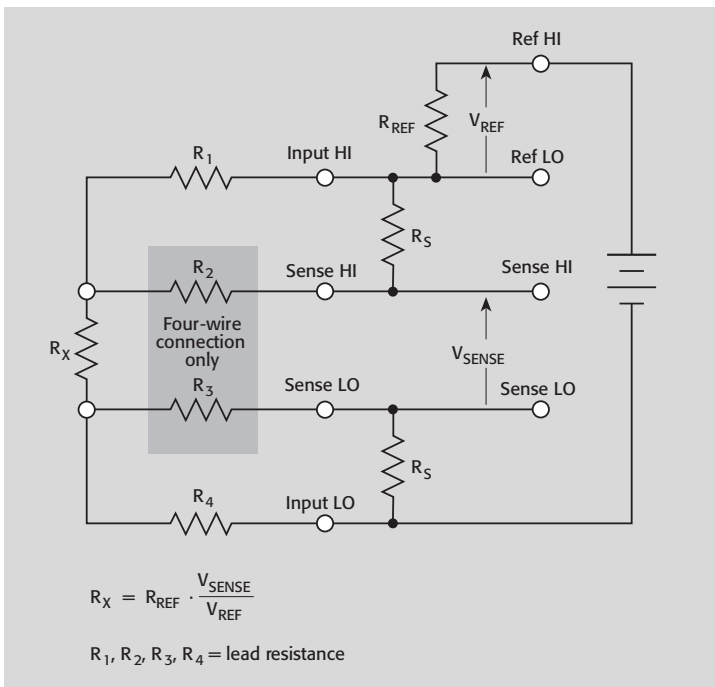 Ref HI
R_REF
V_REF
R_1
Input HI
Ref LO
R_S
R_2
Sense HI
Sense HI
Four-wire
connection
only
R_X
V_SENSE
R_3
Sense LO
Sense LO
R_S
R_4
Input LO
R_X = R_REF · V_SENSE / V_REF
R_1, R_2, R_3, R_4 = lead resistance